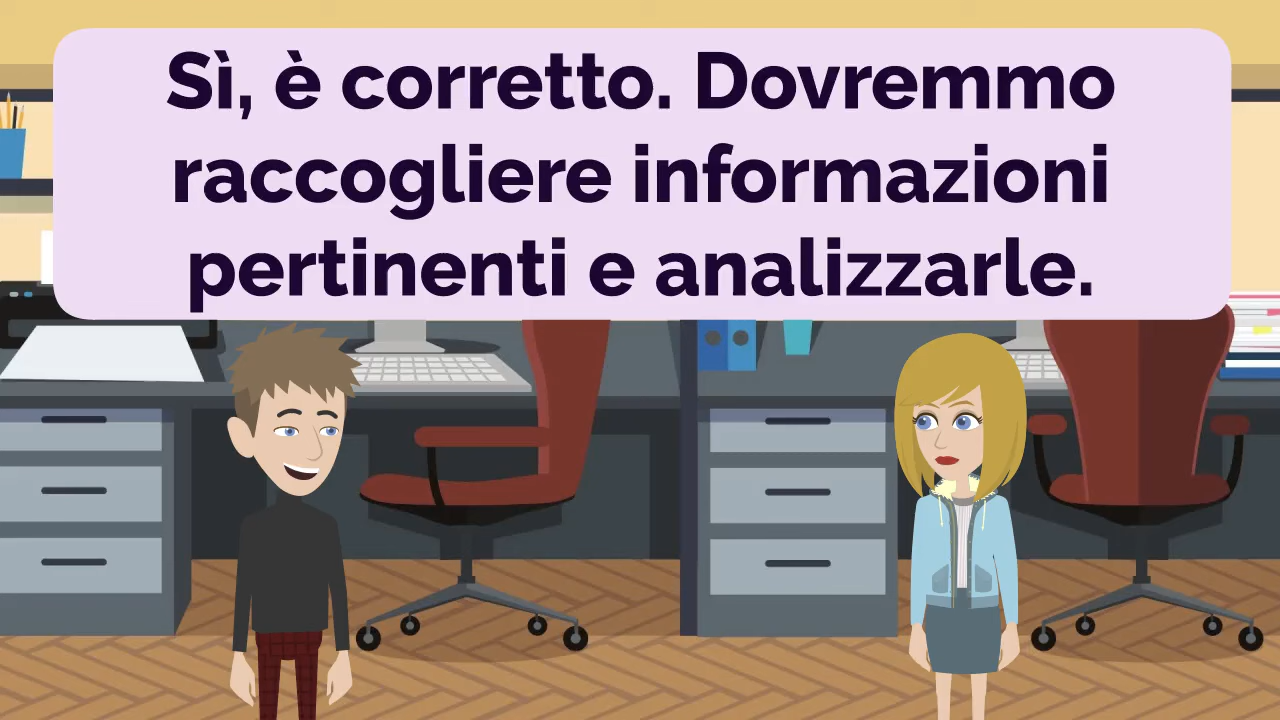 Sì, è corretto. Dovremmo
raccogliere informazioni
pertinenti e analizzarle.